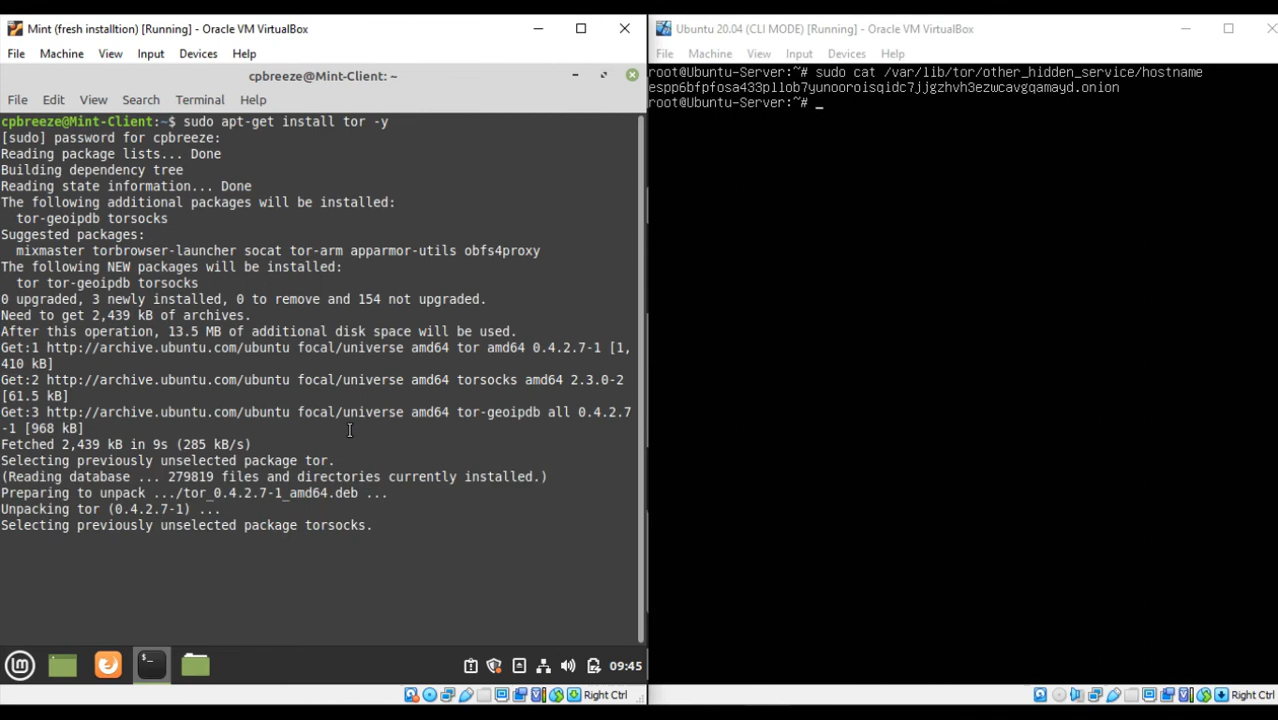 Mint (fresh installtion) [Running] - Oracle VM VirtualBox
File Machine View Input Devices Help
cpbreeze@Mint-Client: ~
File Edit View Search Terminal Help
cpbreeze@Mint-Client:~$ sudo apt-get install tor -y
[sudo] password for cpbreeze:
Reading package lists... Done
Building dependency tree
Reading state information... Done
The following additional packages will be installed:
tor-geoipdb torsocks
Suggested packages:
mixmaster torbrowser-launcher socat tor-arm apparmor-utils obfs4proxy
The following NEW packages will be installed:
tor tor-geoipdb torsocks
0 upgraded, 3 newly installed, 0 to remove and 154 not upgraded.
Need to get 2,439 kB of archives.
After this operation, 13.5 MB of additional disk space will be used.
Get:1 http://archive.ubuntu.com/ubuntu focal/universe amd64 tor amd64 0.4.2.7-1 [1,
410 kB]
Get:2 http://archive.ubuntu.com/ubuntu focal/universe amd64 torsocks amd64 2.3.0-2
[61.5 kB]
Get:3 http://archive.ubuntu.com/ubuntu focal/universe amd64 tor-geoipdb all 0.4.2.7
-1 [968 kB]
Fetched 2,439 kB in 9s (285 kB/s)
Selecting previously unselected package tor.
(Reading database ... 279819 files and directories currently installed.)
Preparing to unpack .../tor_0.4.2.7-1_amd64.deb ...
Unpacking tor (0.4.2.7-1) ...
Selecting previously unselected package torsocks.
09:45
Right Ctrl
Ubuntu 20.04 (CLI MODE) [Running] - Oracle VM VirtualBox
File Machine View Input Devices Help
root@Ubuntu-Server:~# sudo cat /var/lib/tor/other_hidden_service/hostname
espp6bfpfosa433pllob7yunooroisqidc7jjgzhvh3ezwcavgqamayd.onion
root@Ubuntu-Server:~# _
Right Ctrl